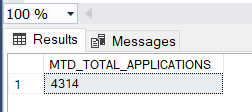 100 %
Results Messages
MTD_TOTAL_APPLICATIONS
1 4314